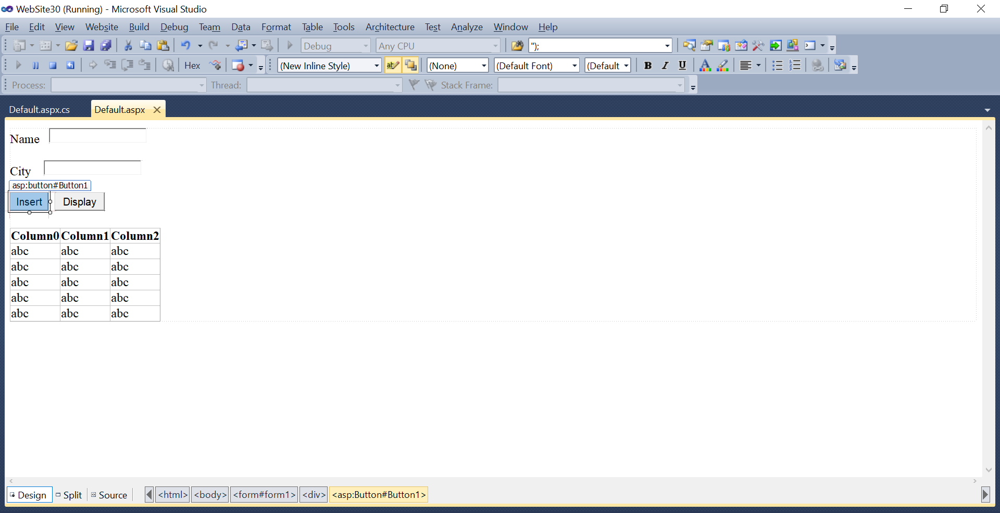 WebSite30 (Running) - Microsoft Visual Studio
File Edit View Website Build Debug Team Data Format Table Tools Architecture Test Analyze Window Help
Debug Any CPU ");
Hex (New Inline Style) (None) (Default Font) (Default B I U
Process: Thread: Stack Frame:
Default.aspx.cs Default.aspx
Name
City
asp:button#Button1
Insert Display
Column0 Column1 Column2
abc abc abc
abc abc abc
abc abc abc
abc abc abc
abc abc abc
Design Split Source <html> <body> <form#form1> <div> <asp:Button#Button1>